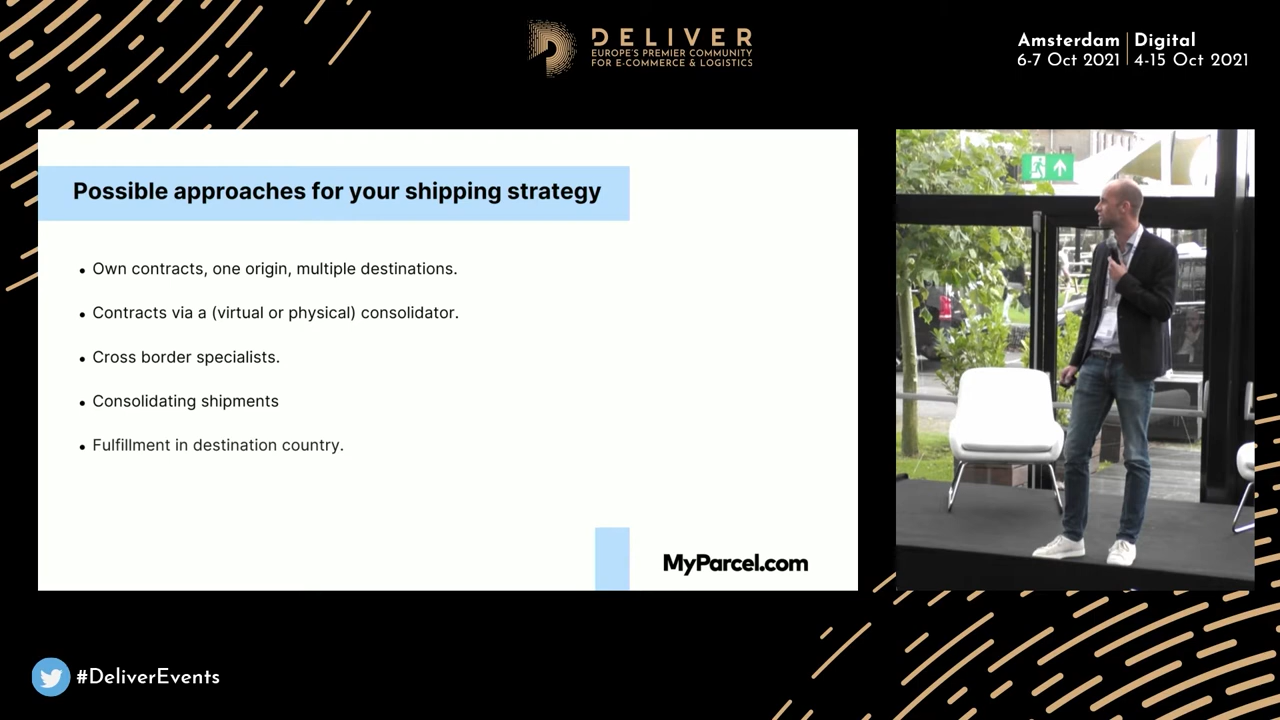 DELIVER
EUROPE'S PREMIER COMMUNITY
FOR E-COMMERCE & LOGISTICS
Amsterdam | Digital
6-7 Oct 2021 | 4-15 Oct 2021
Possible approaches for your shipping strategy
• Own contracts, one origin, multiple destinations.
• Contracts via a (virtual or physical) consolidator.
• Cross border specialists.
• Consolidating shipments
• Fulfillment in destination country.
MyParcel.com
#DeliverEvents